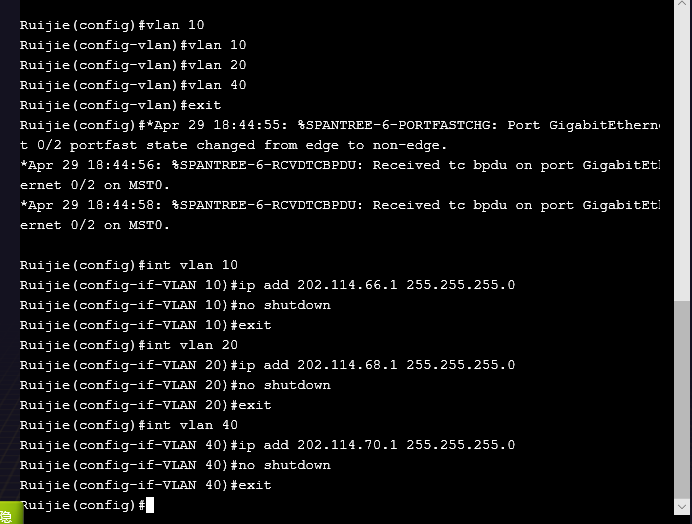 Ruijie(config)#vlan 10
Ruijie(config-vlan)#vlan 10
Ruijie(config-vlan)#vlan 20
Ruijie(config-vlan)#vlan 40
Ruijie(config-vlan)#exit
Ruijie(config)#*Apr 29 18:44:55: %SPANTREE-6-PORTFASTCHG: Port GigabitEtherne
t 0/2 portfast state changed from edge to non-edge.
*Apr 29 18:44:56: %SPANTREE-6-RCVDTCBPDU: Received tc bpdu on port GigabitEth
ernet 0/2 on MST0.
*Apr 29 18:44:58: %SPANTREE-6-RCVDTCBPDU: Received tc bpdu on port GigabitEth
ernet 0/2 on MST0.
Ruijie(config)#int vlan 10
Ruijie(config-if-VLAN 10)#ip add 202.114.66.1 255.255.255.0
Ruijie(config-if-VLAN 10)#no shutdown
Ruijie(config-if-VLAN 10)#exit
Ruijie(config)#int vlan 20
Ruijie(config-if-VLAN 20)#ip add 202.114.68.1 255.255.255.0
Ruijie(config-if-VLAN 20)#no shutdown
Ruijie(config-if-VLAN 20)#exit
Ruijie(config)#int vlan 40
Ruijie(config-if-VLAN 40)#ip add 202.114.70.1 255.255.255.0
Ruijie(config-if-VLAN 40)#no shutdown
Ruijie(config-if-VLAN 40)#exit
Ruijie(config)#
隐